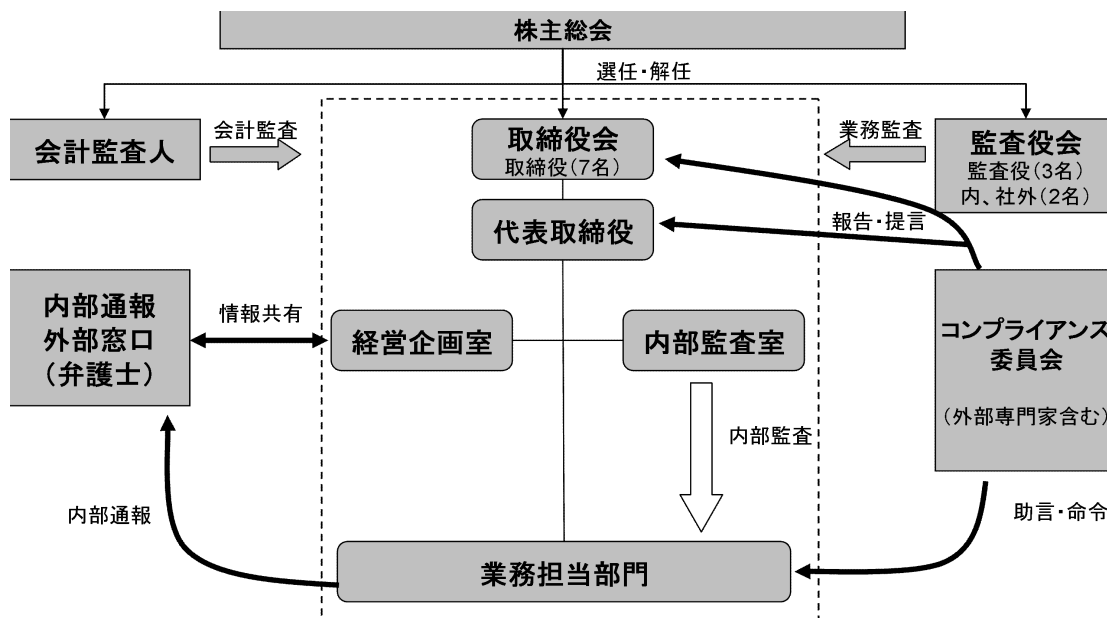 株主総会
選任・解任
会計監査人
会計監査
取締役会
取締役(7名)
業務監査
監査役会
監査役(3名)
内、社外(2名)
代表取締役
報告・提言
内部通報
外部窓口
(弁護士)
情報共有
経営企画室
内部監査室
コンプライアンス
委員会
(外部専門家含む)
内部監査
内部通報
助言・命令
業務担当部門